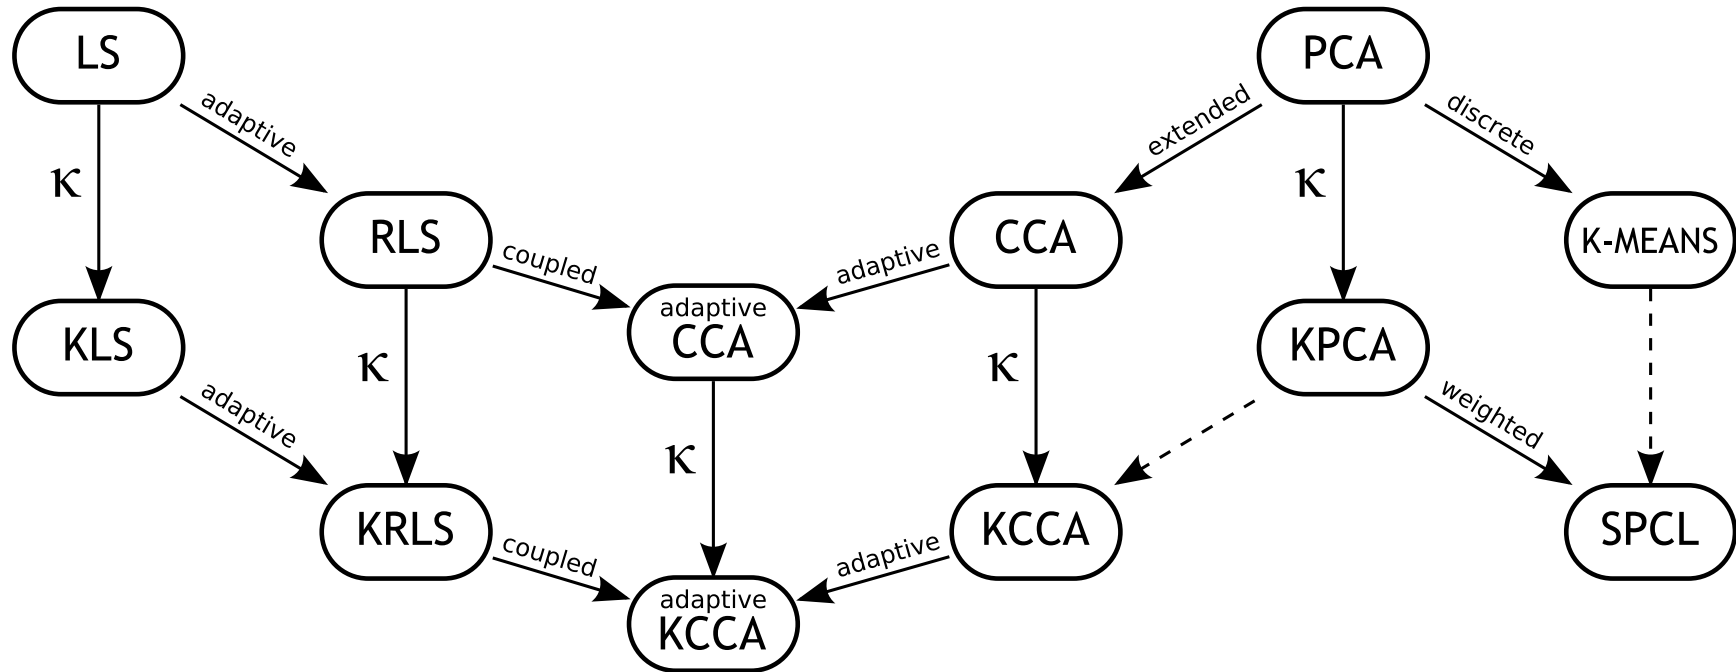 LS
PCA
adaptive
extended
discrete
κ
κ
RLS
CCA
K-MEANS
coupled
adaptive
adaptive
CCA
KLS
KPCA
κ
κ
adaptive
weighted
κ
KRLS
KCCA
SPCL
coupled
adaptive
adaptive
KCCA